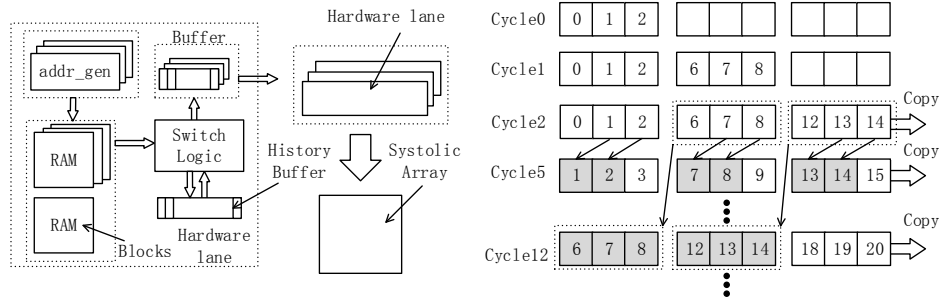 addr_gen
Buffer
RAM
Switch
Logic
RAM
Blocks
History
Buffer
Hardware
lane
Hardware lane
Systolic
Array
Cycle0 0 1 2
Cycle1 0 1 2 6 7 8
Cycle2 0 1 2 6 7 8 12 13 14 Copy
Cycle5 1 2 3 7 8 9 13 14 15 Copy
Cycle12 6 7 8 12 13 14 18 19 20 Copy